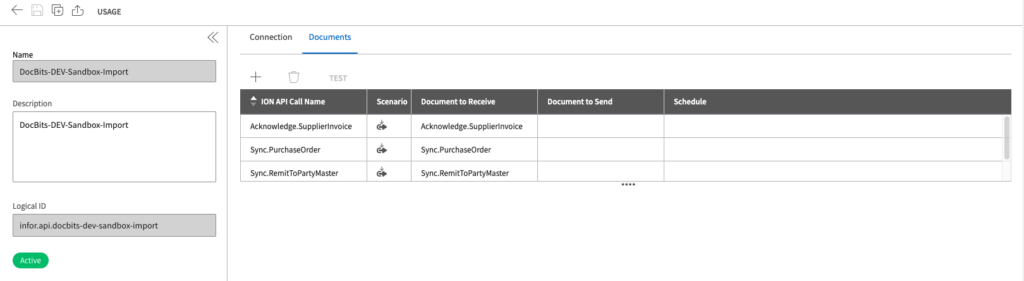 USAGE
Name
DocBits-DEV-Sandbox-Import
Description
DocBits-DEV-Sandbox-Import
Logical ID
infor.api.docbits-dev-sandbox-import
Active
Connection Documents
TEST
ION API Call Name Scenario Document to Receive Document to Send Schedule
Acknowledge.SupplierInvoice Acknowledge.SupplierInvoice
Sync.PurchaseOrder Sync.PurchaseOrder
Sync.RemitToPartyMaster Sync.RemitToPartyMaster